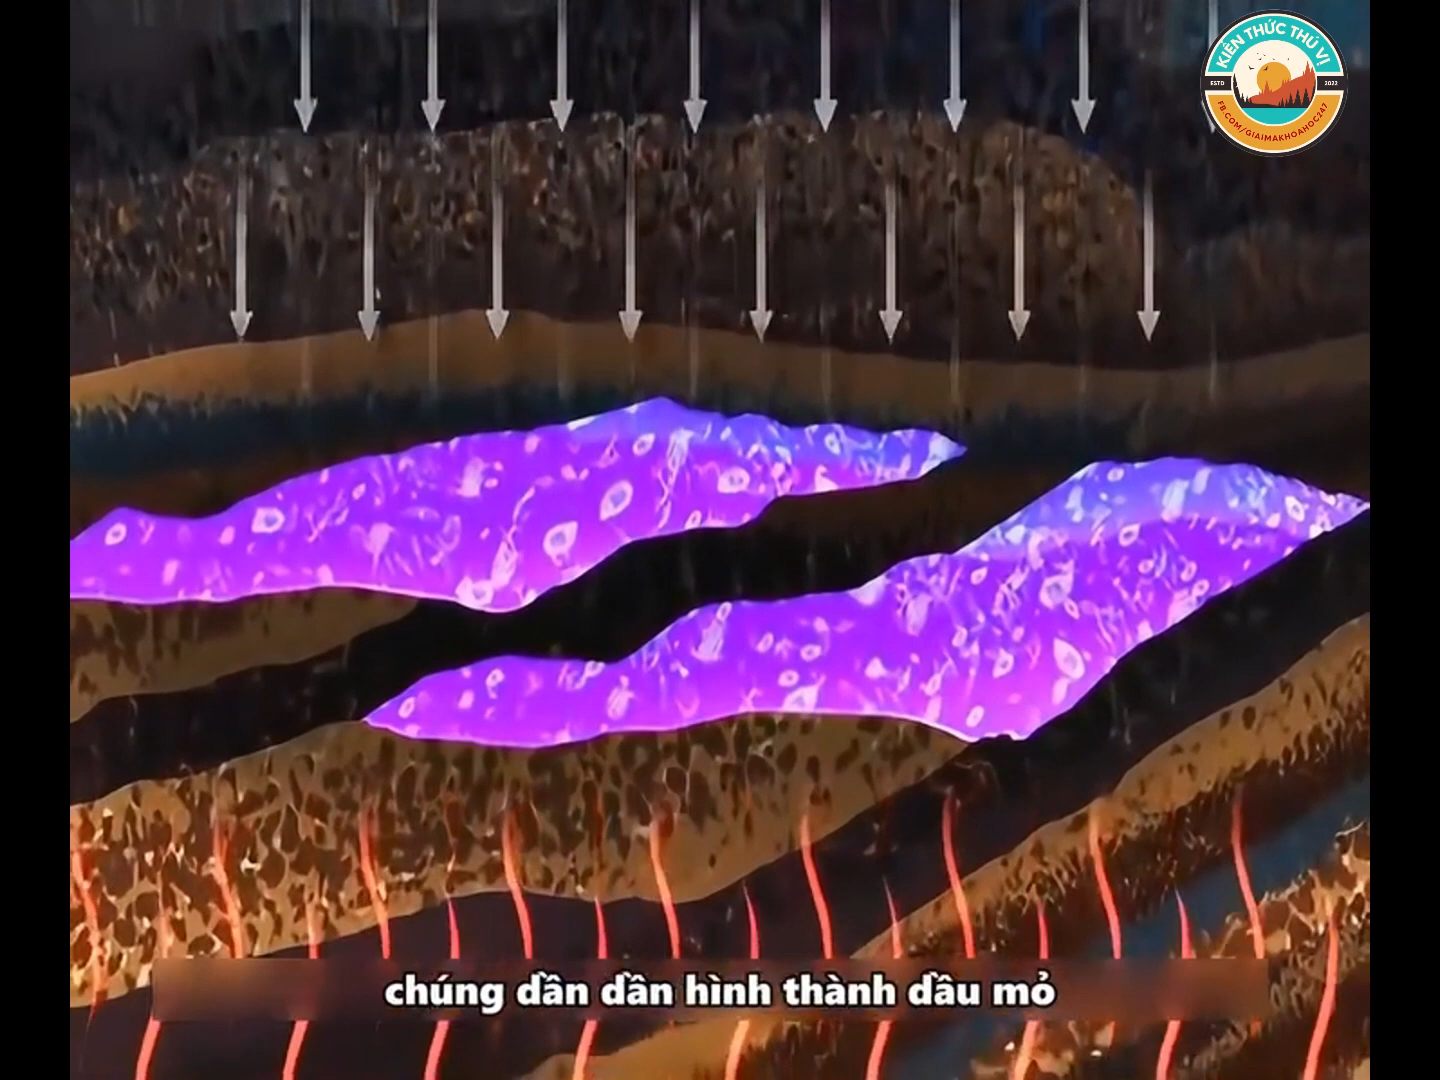 KIẾN THỨC THÚ VỊ
ESTD
2022
FB.COM/GIAIMAKHOAHOC247
chúng dần dần hình thành dầu mỏ